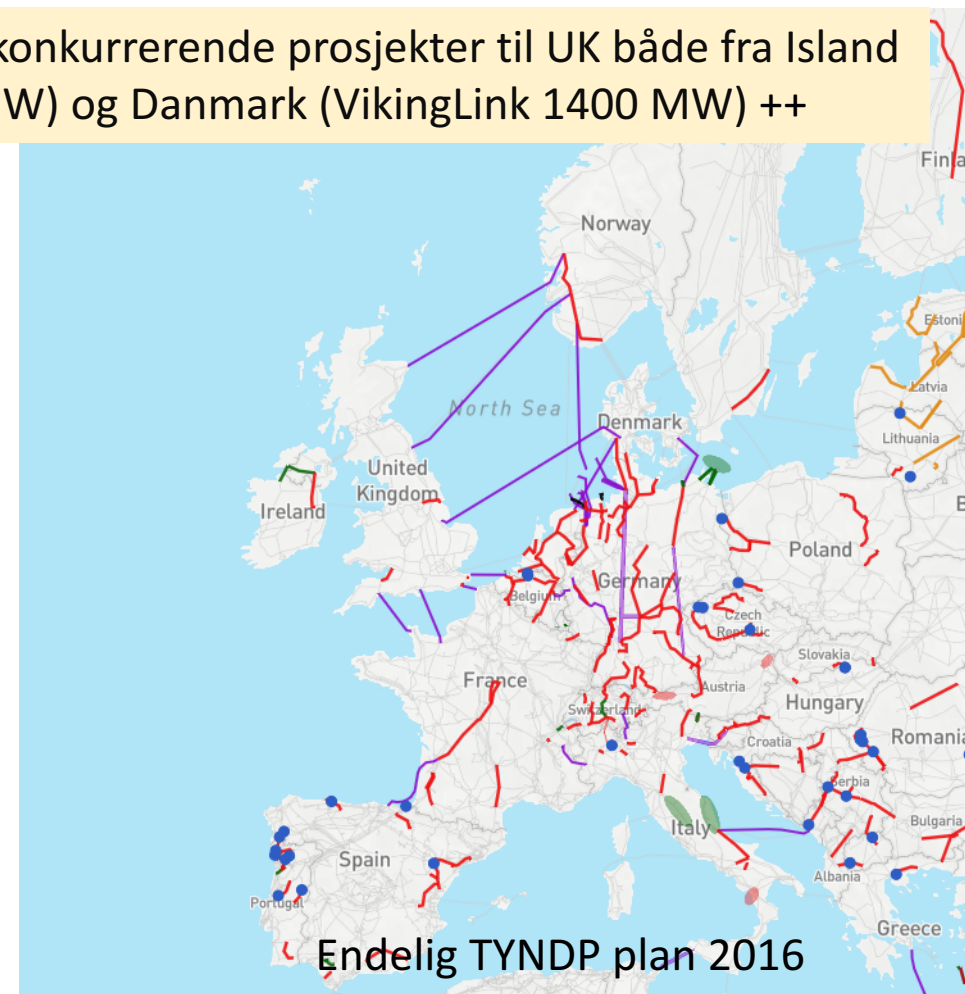 konkurrerende prosjekter til UK både fra Island
W) og Danmark (VikingLink 1400 MW) ++
Finla
Norway
Estoni
Latvia
North Sea
Denmark
Lithuania
United
Kingdom
Ireland
Poland
Germany
Belgium
Czech
Republic
Slovakia
France
Austria
Switzerland
Hungary
Croatia
Romania
Serbia
Italy
Bulgaria
Spain
Albania
Portugal
Greece
Endelig TYNDP plan 2016